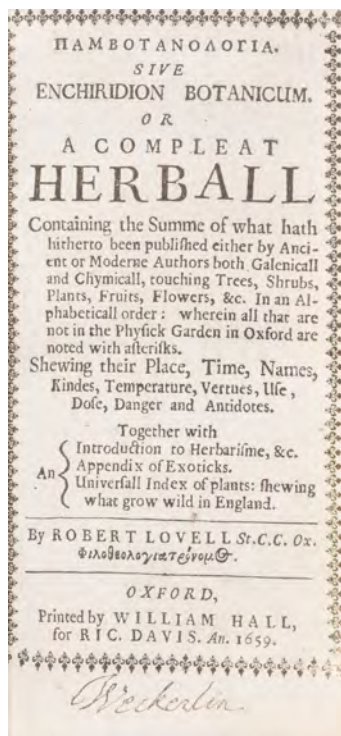 ΠΑΜΒΟΤΑΝΟΛΟΓΙΑ.
SIVE
ENCHIRIDION BOTANICUM.
OR
A COMPLEAT
HERBALL
Containing the Summe of what hath
hitherto been publiſhed either by Anci-
ent or Moderne Authors both Galenicall
and Chymicall, touching Trees, Shrubs,
Plants, Fruits, Flowers, &c. In an Al-
phabeticall order: wherein all that are
not in the Phyſick Garden in Oxford are
noted with aſteriſks.
Shewing their Place, Time, Names,
Kindes, Temperature, Vertues, Uſe,
Doſe, Danger and Antidotes.
Together with
An Introduction to Herbariſme, &c.
Appendix of Exoticks.
Univerſall Index of plants: ſhewing
what grow wild in England.
By ROBERT LOVELL St. C. C. Ox.
Φιλοθεολογιατρόνομος.
OXFORD,
Printed by WILLIAM HALL,
for RIC. DAVIS. An. 1659.
Weckerlin